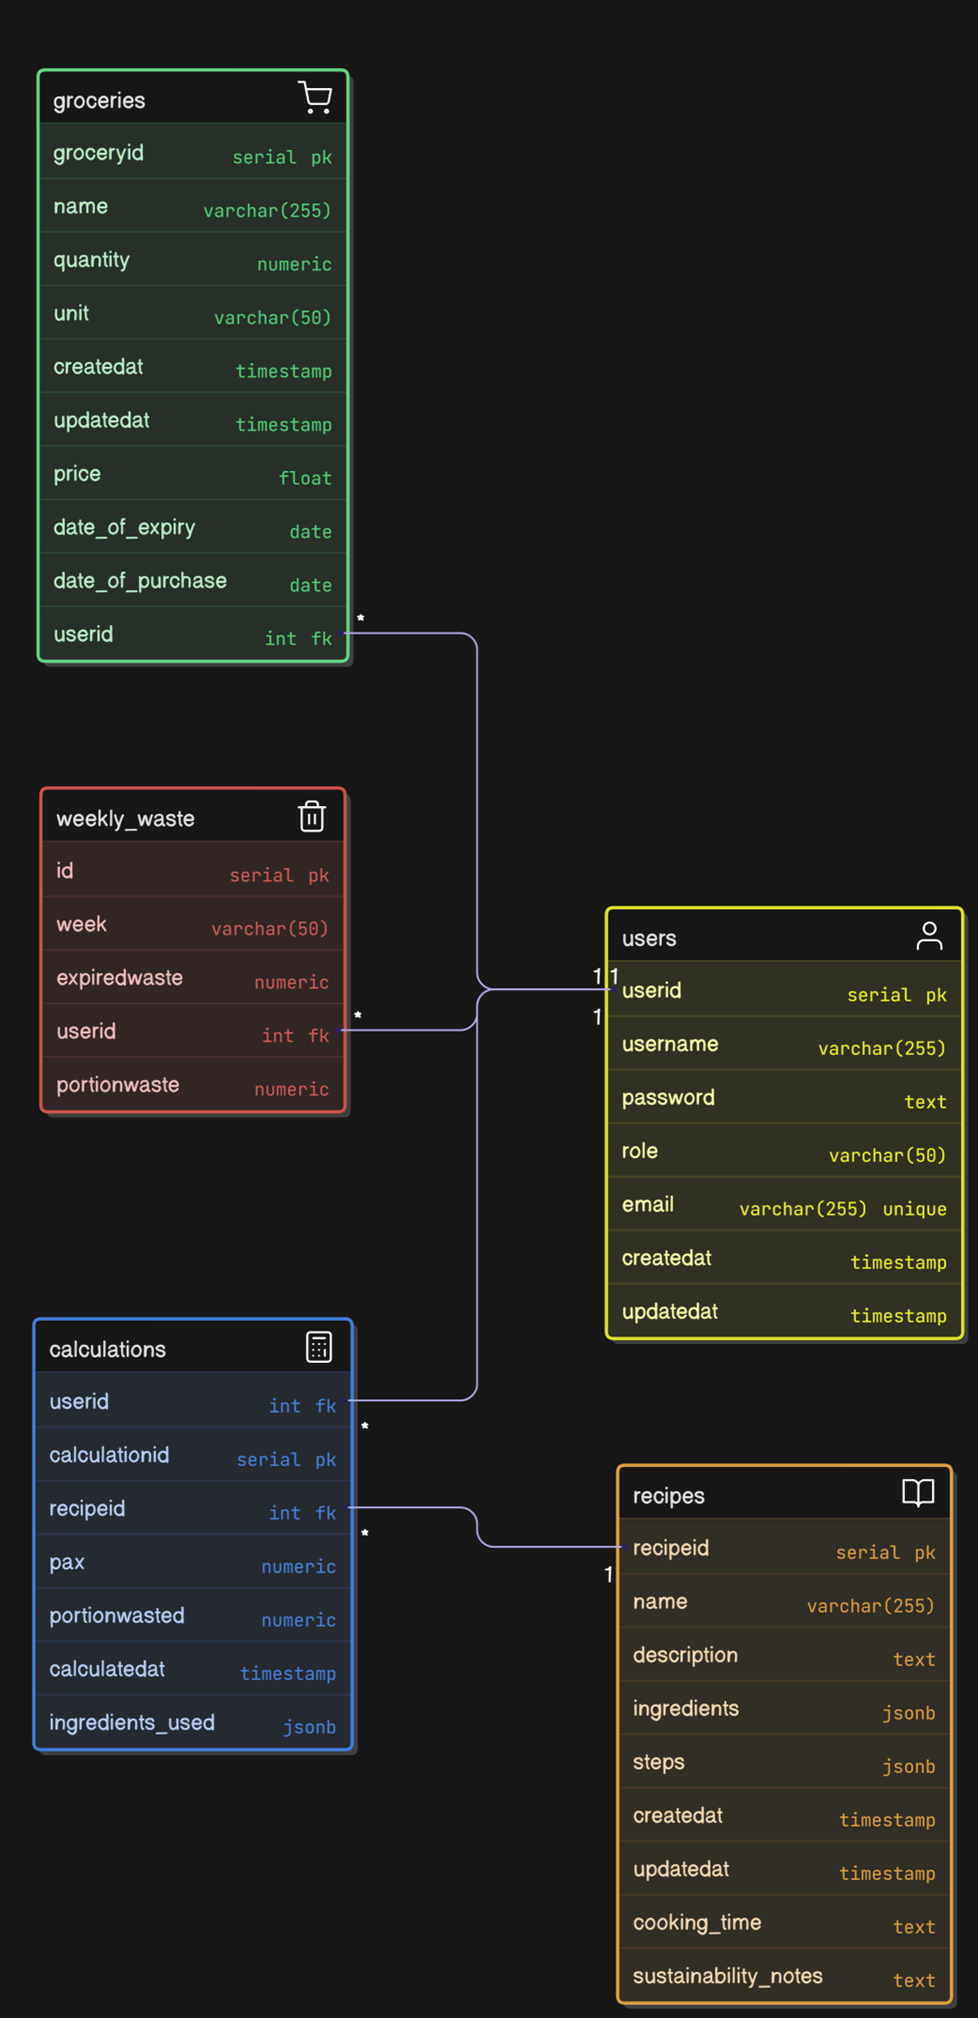 groceries
groceryid serial pk
name varchar(255)
quantity numeric
unit varchar(50)
createdat timestamp
updatedat timestamp
price float
date_of_expiry date
date_of_purchase date
userid int fk
*
weekly_waste
id serial pk
week varchar(50)
expiredwaste numeric
userid int fk
*
portionwaste numeric
users
1 1
userid serial pk
1
username varchar(255)
password text
role varchar(50)
email varchar(255) unique
createdat timestamp
updatedat timestamp
calculations
userid int fk
*
calculationid serial pk
recipeid int fk
*
pax numeric
portionwasted numeric
calculatedat timestamp
ingredients_used jsonb
recipes
recipeid serial pk
1
name varchar(255)
description text
ingredients jsonb
steps jsonb
createdat timestamp
updatedat timestamp
cooking_time text
sustainability_notes text